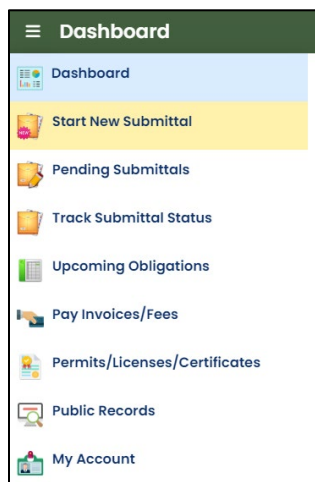 Dashboard
Dashboard
Start New Submittal
Pending Submittals
Track Submittal Status
Upcoming Obligations
Pay Invoices/Fees
Permits/Licenses/Certificates
Public Records
My Account